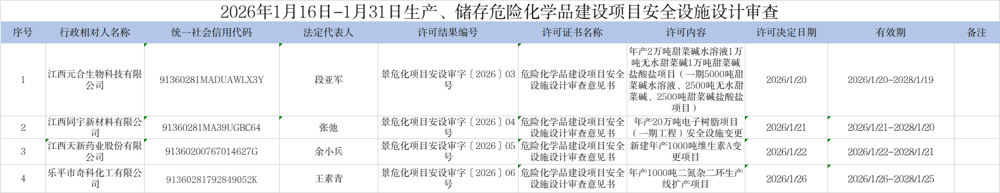 2026年1月16日-1月31日生产、储存危险化学品建设项目安全设施设计审查
序号 行政相对人名称 统一社会信用代码 法定代表人 许可结果编号 许可证书名称 许可内容 许可决定日期 有效期 备注
1 江西元合生物科技有限公司 91360281MADUAWLX3Y 段亚军 景危化项目安设审字〔2026〕03号 危险化学品建设项目安全设施设计审查意见书 年产2万吨甜菜碱水溶液1万吨无水甜菜碱1万吨甜菜碱盐酸盐项目（一期5000吨甜菜碱水溶液、2500吨无水甜菜碱、2500吨甜菜碱盐酸盐项目） 2026/1/20 2026/1/20-2028/1/19
2 江西同宇新材料有限公司 91360281MA39UGBC64 张弛 景危化项目安设审字〔2026〕04号 危险化学品建设项目安全设施设计审查意见书 年产20万吨电子树脂项目（一期工程）安全设施变更 2026/1/21 2026/1/21-2028/1/20
3 江西天新药业股份有限公司 91360200767014627G 余小兵 景危化项目安设审字〔2026〕05号 危险化学品建设项目安全设施设计审查意见书 新建年产1000吨维生素A变更项目 2026/1/22 2026/1/22-2028/1/21
4 乐平市奇科化工有限公司 91360281792849052K 王素青 景危化项目安设审字〔2026〕06号 危险化学品建设项目安全设施设计审查意见书 年产1000吨二氮杂二环生产线扩产项目 2026/1/26 2026/1/26-2028/1/25